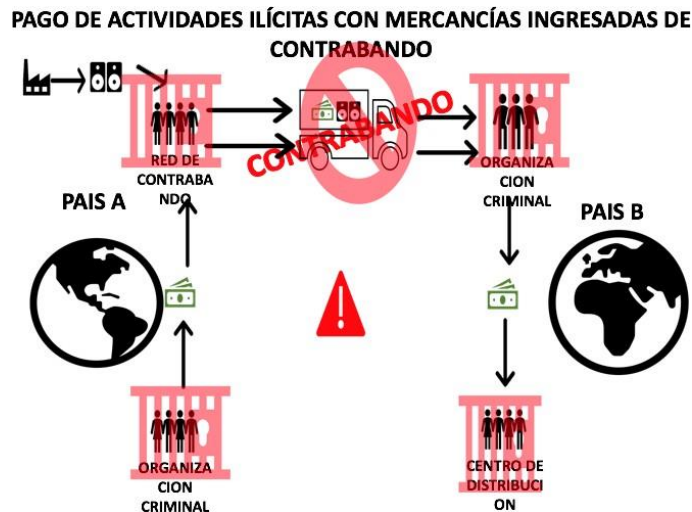 PAGO DE ACTIVIDADES ILÍCITAS CON MERCANCÍAS INGRESADAS DE
CONTRABANDO
CONTRABANDO
RED DE
CONTRABA
NDO
ORGANIZA
CION
CRIMINAL
PAIS A
PAIS B
ORGANIZA
CION
CRIMINAL
CENTRO DE
DISTRIBUCI
ON